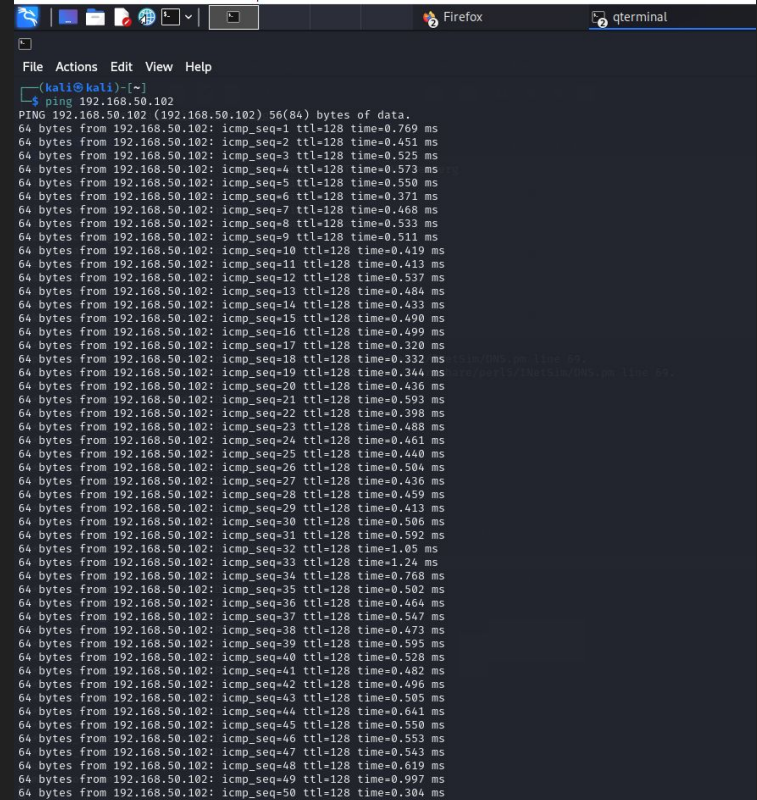 Firefox
qterminal
2
2
File Actions Edit View Help
(kali㉿kali)-[~]
$ ping 192.168.50.102
PING 192.168.50.102 (192.168.50.102) 56(84) bytes of data.
64 bytes from 192.168.50.102: icmp_seq=1 ttl=128 time=0.769 ms
64 bytes from 192.168.50.102: icmp_seq=2 ttl=128 time=0.451 ms
64 bytes from 192.168.50.102: icmp_seq=3 ttl=128 time=0.525 ms
64 bytes from 192.168.50.102: icmp_seq=4 ttl=128 time=0.573 ms
64 bytes from 192.168.50.102: icmp_seq=5 ttl=128 time=0.550 ms
64 bytes from 192.168.50.102: icmp_seq=6 ttl=128 time=0.371 ms
64 bytes from 192.168.50.102: icmp_seq=7 ttl=128 time=0.468 ms
64 bytes from 192.168.50.102: icmp_seq=8 ttl=128 time=0.533 ms
64 bytes from 192.168.50.102: icmp_seq=9 ttl=128 time=0.511 ms
64 bytes from 192.168.50.102: icmp_seq=10 ttl=128 time=0.419 ms
64 bytes from 192.168.50.102: icmp_seq=11 ttl=128 time=0.413 ms
64 bytes from 192.168.50.102: icmp_seq=12 ttl=128 time=0.537 ms
64 bytes from 192.168.50.102: icmp_seq=13 ttl=128 time=0.484 ms
64 bytes from 192.168.50.102: icmp_seq=14 ttl=128 time=0.433 ms
64 bytes from 192.168.50.102: icmp_seq=15 ttl=128 time=0.490 ms
64 bytes from 192.168.50.102: icmp_seq=16 ttl=128 time=0.499 ms
64 bytes from 192.168.50.102: icmp_seq=17 ttl=128 time=0.320 ms
64 bytes from 192.168.50.102: icmp_seq=18 ttl=128 time=0.332 ms
64 bytes from 192.168.50.102: icmp_seq=19 ttl=128 time=0.344 ms
64 bytes from 192.168.50.102: icmp_seq=20 ttl=128 time=0.436 ms
64 bytes from 192.168.50.102: icmp_seq=21 ttl=128 time=0.593 ms
64 bytes from 192.168.50.102: icmp_seq=22 ttl=128 time=0.398 ms
64 bytes from 192.168.50.102: icmp_seq=23 ttl=128 time=0.488 ms
64 bytes from 192.168.50.102: icmp_seq=24 ttl=128 time=0.461 ms
64 bytes from 192.168.50.102: icmp_seq=25 ttl=128 time=0.440 ms
64 bytes from 192.168.50.102: icmp_seq=26 ttl=128 time=0.504 ms
64 bytes from 192.168.50.102: icmp_seq=27 ttl=128 time=0.436 ms
64 bytes from 192.168.50.102: icmp_seq=28 ttl=128 time=0.459 ms
64 bytes from 192.168.50.102: icmp_seq=29 ttl=128 time=0.413 ms
64 bytes from 192.168.50.102: icmp_seq=30 ttl=128 time=0.506 ms
64 bytes from 192.168.50.102: icmp_seq=31 ttl=128 time=0.592 ms
64 bytes from 192.168.50.102: icmp_seq=32 ttl=128 time=1.05 ms
64 bytes from 192.168.50.102: icmp_seq=33 ttl=128 time=1.24 ms
64 bytes from 192.168.50.102: icmp_seq=34 ttl=128 time=0.768 ms
64 bytes from 192.168.50.102: icmp_seq=35 ttl=128 time=0.502 ms
64 bytes from 192.168.50.102: icmp_seq=36 ttl=128 time=0.464 ms
64 bytes from 192.168.50.102: icmp_seq=37 ttl=128 time=0.547 ms
64 bytes from 192.168.50.102: icmp_seq=38 ttl=128 time=0.473 ms
64 bytes from 192.168.50.102: icmp_seq=39 ttl=128 time=0.595 ms
64 bytes from 192.168.50.102: icmp_seq=40 ttl=128 time=0.528 ms
64 bytes from 192.168.50.102: icmp_seq=41 ttl=128 time=0.482 ms
64 bytes from 192.168.50.102: icmp_seq=42 ttl=128 time=0.496 ms
64 bytes from 192.168.50.102: icmp_seq=43 ttl=128 time=0.505 ms
64 bytes from 192.168.50.102: icmp_seq=44 ttl=128 time=0.641 ms
64 bytes from 192.168.50.102: icmp_seq=45 ttl=128 time=0.550 ms
64 bytes from 192.168.50.102: icmp_seq=46 ttl=128 time=0.553 ms
64 bytes from 192.168.50.102: icmp_seq=47 ttl=128 time=0.543 ms
64 bytes from 192.168.50.102: icmp_seq=48 ttl=128 time=0.619 ms
64 bytes from 192.168.50.102: icmp_seq=49 ttl=128 time=0.997 ms
64 bytes from 192.168.50.102: icmp_seq=50 ttl=128 time=0.304 ms